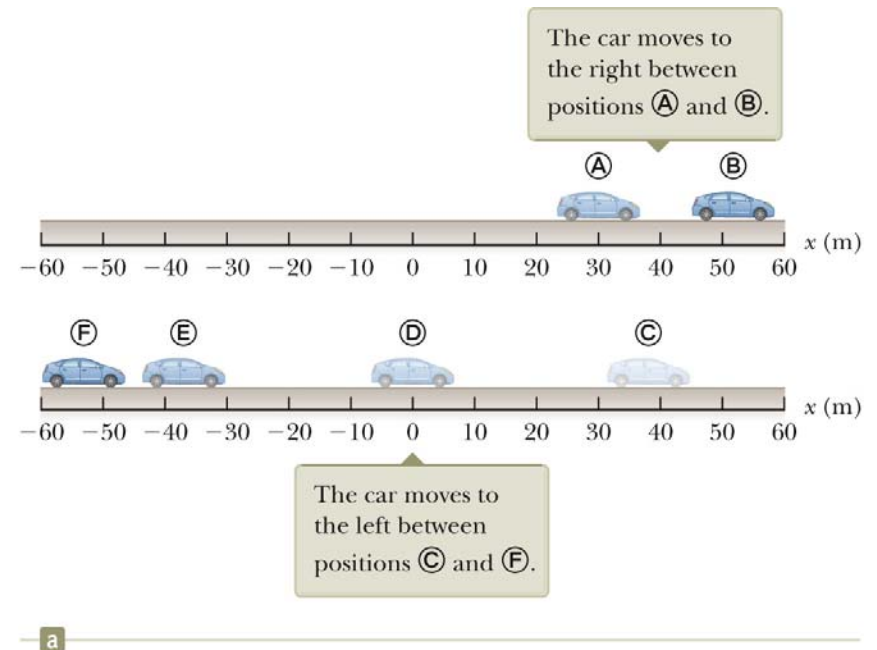 The car moves to
the right between
positions Ⓐ and Ⓑ.
Ⓐ Ⓑ
x (m)
−60 −50 −40 −30 −20 −10 0 10 20 30 40 50 60
Ⓕ Ⓔ Ⓓ Ⓒ
x (m)
−60 −50 −40 −30 −20 −10 0 10 20 30 40 50 60
The car moves to
the left between
positions Ⓒ and Ⓕ.
a